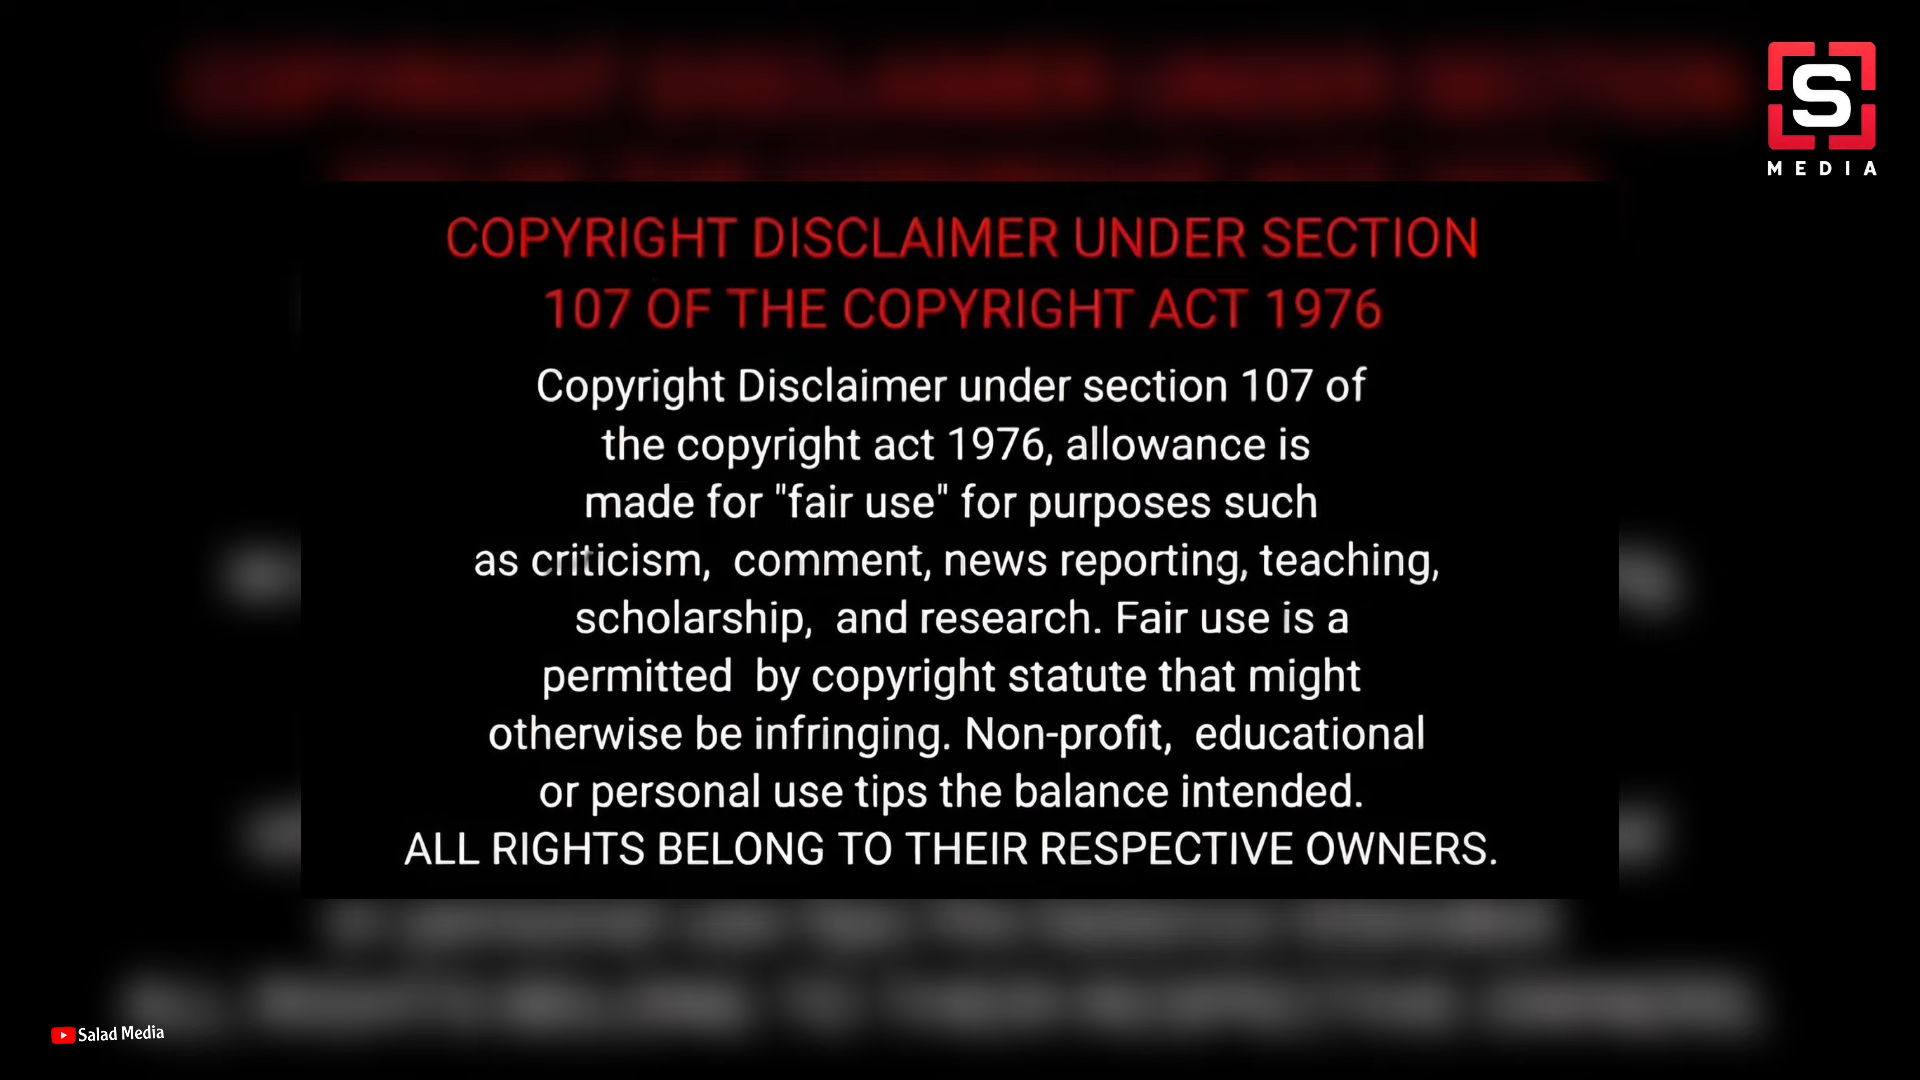 S
MEDIA
COPYRIGHT DISCLAIMER UNDER SECTION
107 OF THE COPYRIGHT ACT 1976
Copyright Disclaimer under section 107 of
the copyright act 1976, allowance is
made for "fair use" for purposes such
as criticism,  comment, news reporting, teaching,
scholarship,  and research. Fair use is a
permitted  by copyright statute that might
otherwise be infringing. Non-profit,  educational
or personal use tips the balance intended.
ALL RIGHTS BELONG TO THEIR RESPECTIVE OWNERS.
Salad Media